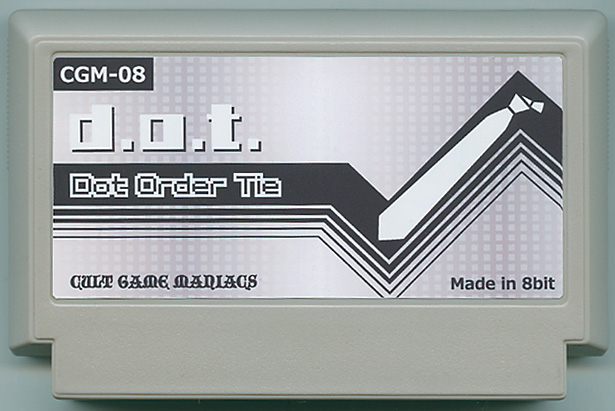 CGM-08
d.o.t.
Dot Order Tie
CULT GAME MANIACS
Made in 8bit